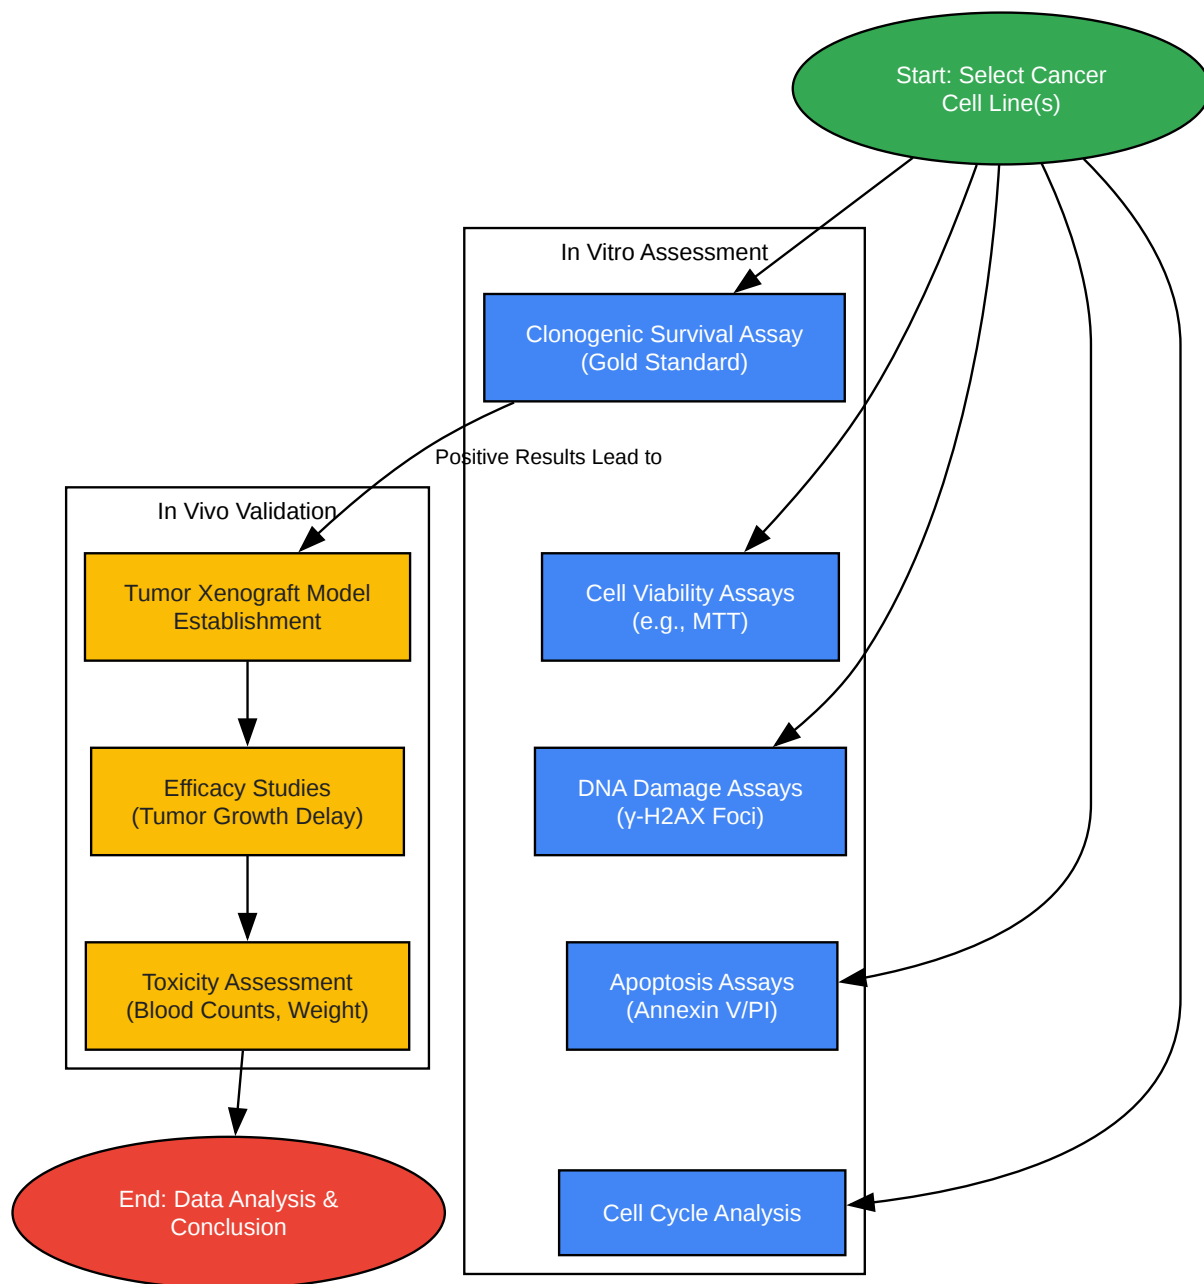 Start: Select Cancer
Cell Line(s)
In Vitro Assessment
Clonogenic Survival Assay
(Gold Standard)
Positive Results Lead to
In Vivo Validation
Tumor Xenograft Model
Establishment
Cell Viability Assays
(e.g., MTT)
Efficacy Studies
(Tumor Growth Delay)
DNA Damage Assays
(γ-H2AX Foci)
Toxicity Assessment
(Blood Counts, Weight)
Apoptosis Assays
(Annexin V/PI)
End: Data Analysis &
Conclusion
Cell Cycle Analysis